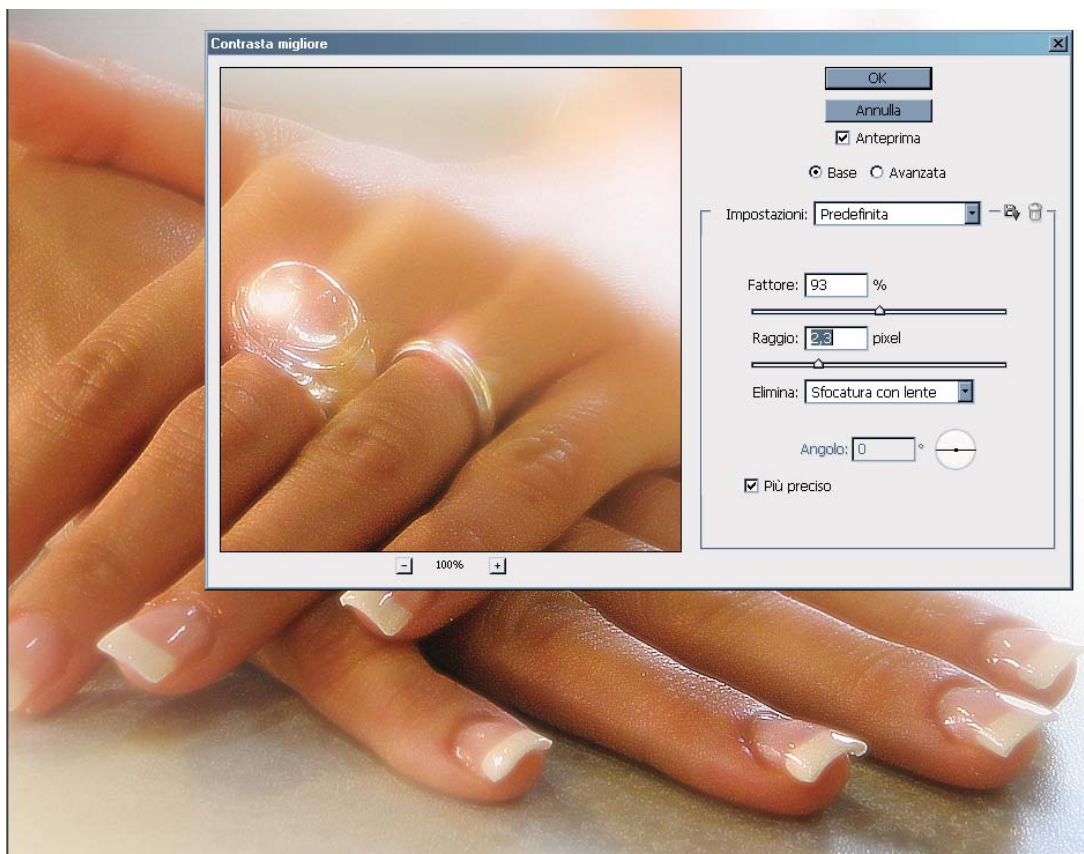 Contrasta migliore
OK
Annulla
Anteprima
Base Avanzata
Impostazioni: Predefinita
Fattore: 93 %
Raggio: 2,3 pixel
Elimina: Sfocatura con lente
Angolo: 0 °
Più preciso
100%